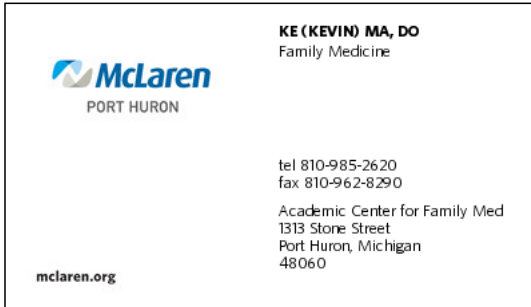 McLaren
PORT HURON
mclaren.org
KE (KEVIN) MA, DO
Family Medicine
tel 810-985-2620
fax 810-962-8290
Academic Center for Family Med
1313 Stone Street
Port Huron, Michigan
48060